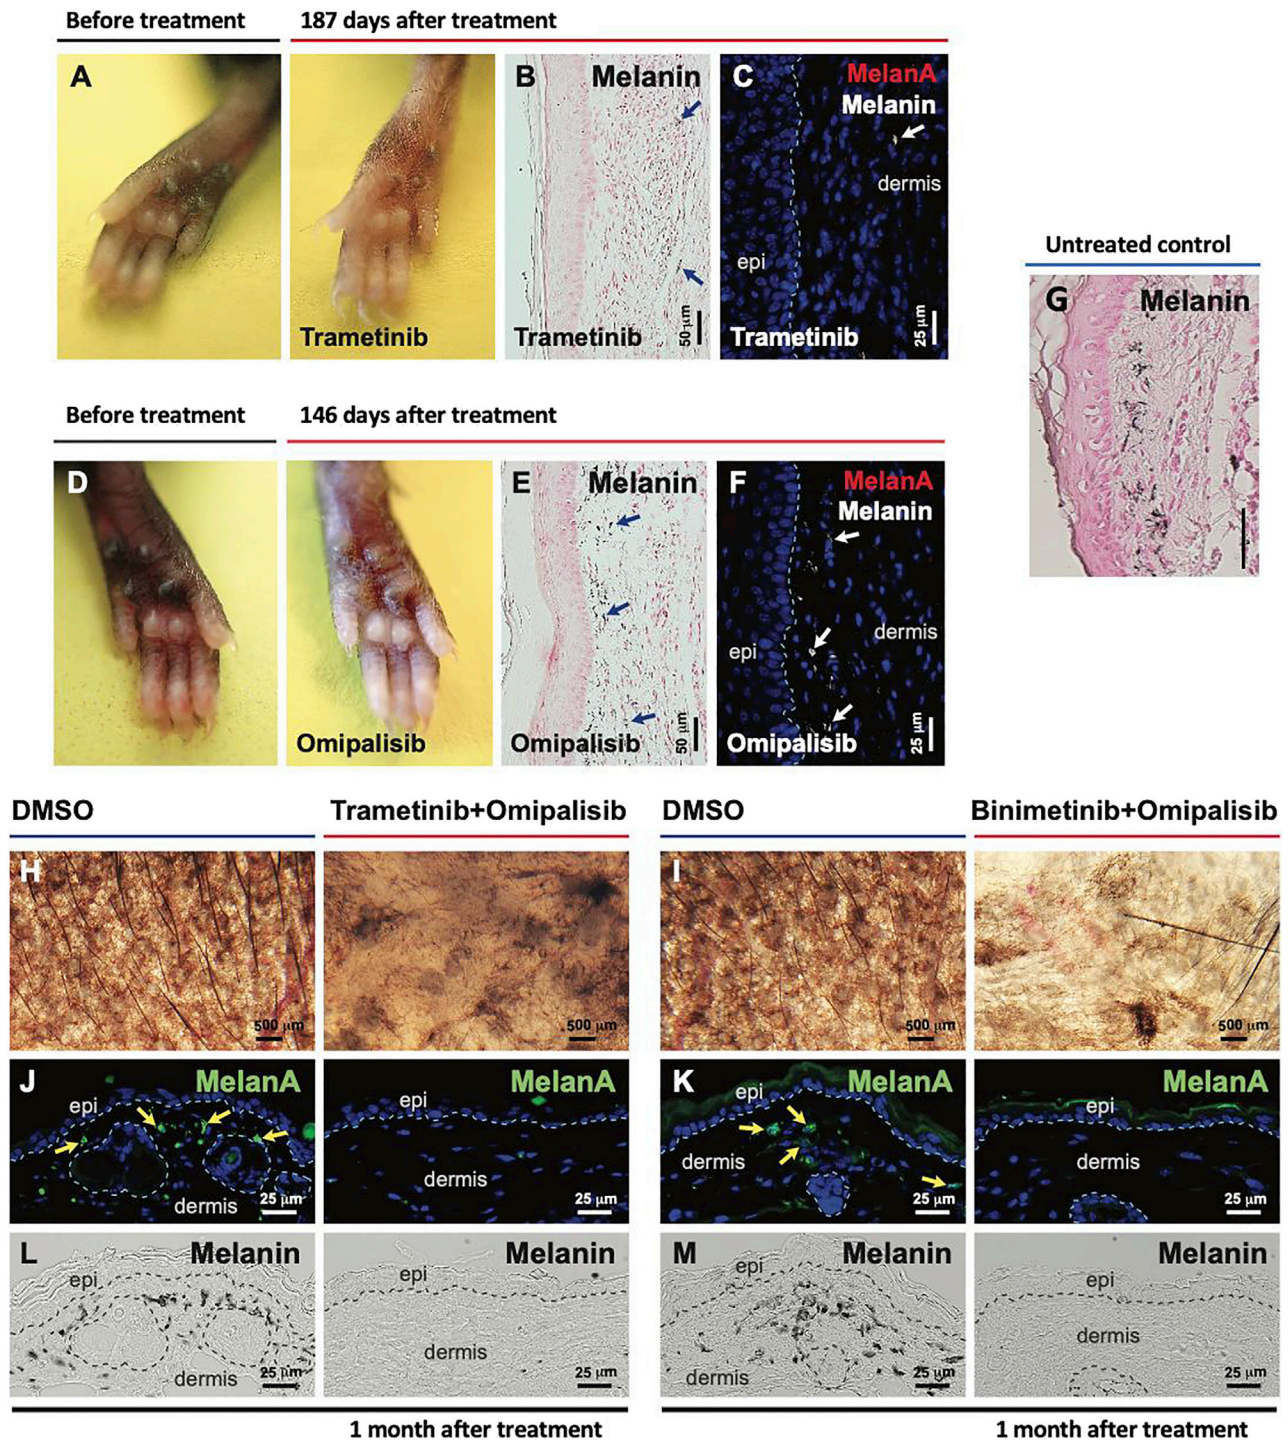 Before treatment
187 days after treatment
A
B
Melanin
C
MelanA
Melanin
dermis
epi
Trametinib
Trametinib
50 μm
Trametinib
25 μm
Untreated control
G
Melanin
Before treatment
146 days after treatment
D
E
Melanin
F
MelanA
Melanin
dermis
epi
Omipalisib
Omipalisib
50 μm
Omipalisib
25 μm
DMSO
Trametinib+Omipalisib
DMSO
Binimetinib+Omipalisib
H
500 μm
500 μm
I
500 μm
500 μm
J
MelanA
epi
dermis
25 μm
MelanA
epi
dermis
25 μm
K
MelanA
epi
dermis
25 μm
MelanA
epi
dermis
25 μm
L
Melanin
epi
dermis
25 μm
Melanin
epi
dermis
25 μm
M
Melanin
epi
dermis
25 μm
Melanin
epi
dermis
25 μm
1 month after treatment
1 month after treatment